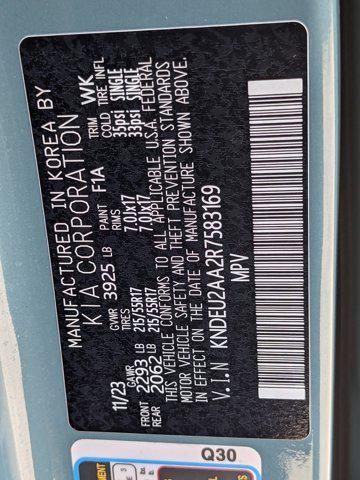 MANUFACTURED IN KOREA BY
KIA CORPORATION
11/23 GVWR 3925 LB PAINT F1A TRIM WK
TIRES RIMS COLD TIRE INFL
FRONT 2293 LB 215/55R17 7.0Jx17 35psi SINGLE
REAR 2062 LB 215/55R17 7.0Jx17 33psi SINGLE
THIS VEHICLE CONFORMS TO ALL APPLICABLE U.S.A. FEDERAL
MOTOR VEHICLE SAFETY AND THEFT PREVENTION STANDARDS
IN EFFECT ON THE DATE OF MANUFACTURE SHOWN ABOVE.
V.I.N KNDEU2AA2R7583169
MPV
Q30